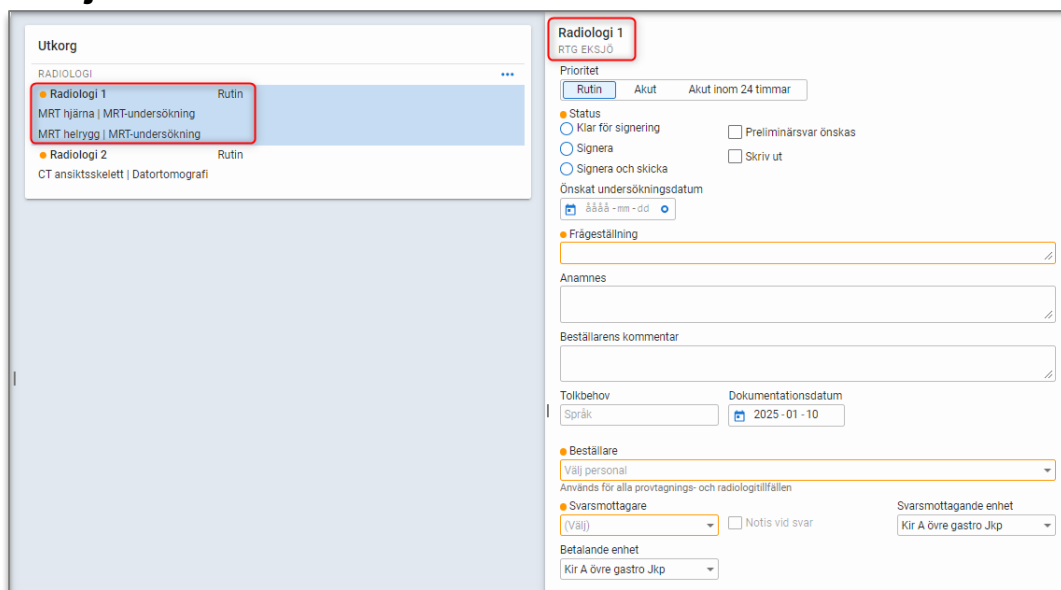 Utkorg
RADIOLOGI
Radiologi 1 Rutin
MRT hjärna | MRT-undersökning
MRT helrygg | MRT-undersökning
Radiologi 2 Rutin
CT ansiktsskelett | Datortomografi
Radiologi 1
RTG EKSJÖ
Prioritet
Rutin Akut Akut inom 24 timmar
Status
Klar för signering Preliminärsvar önskas
Signera
Skriv ut
Signera och skicka
Önskat undersökningsdatum
åååå-mm-dd
Frågeställning
Anamnes
Beställarens kommentar
Tolkbehov Dokumentationsdatum
Språk 2025-01-10
Beställare
Välj personal
Används för alla provtagnings- och radiologitillfällen
Svarsmottagare Svarsmottagande enhet
(Välj) Notis vid svar Kir A övre gastro Jkp
Betalande enhet
Kir A övre gastro Jkp